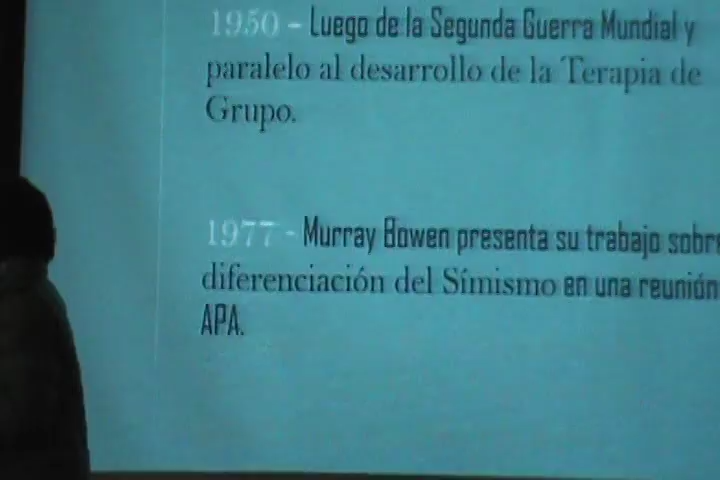 1950 - Luego de la Segunda Guerra Mundial y
paralelo al desarrollo de la Terapia de
Grupo.
1977 - Murray Bowen presenta su trabajo sobre
diferenciación del Símismo en una reunión
APA.